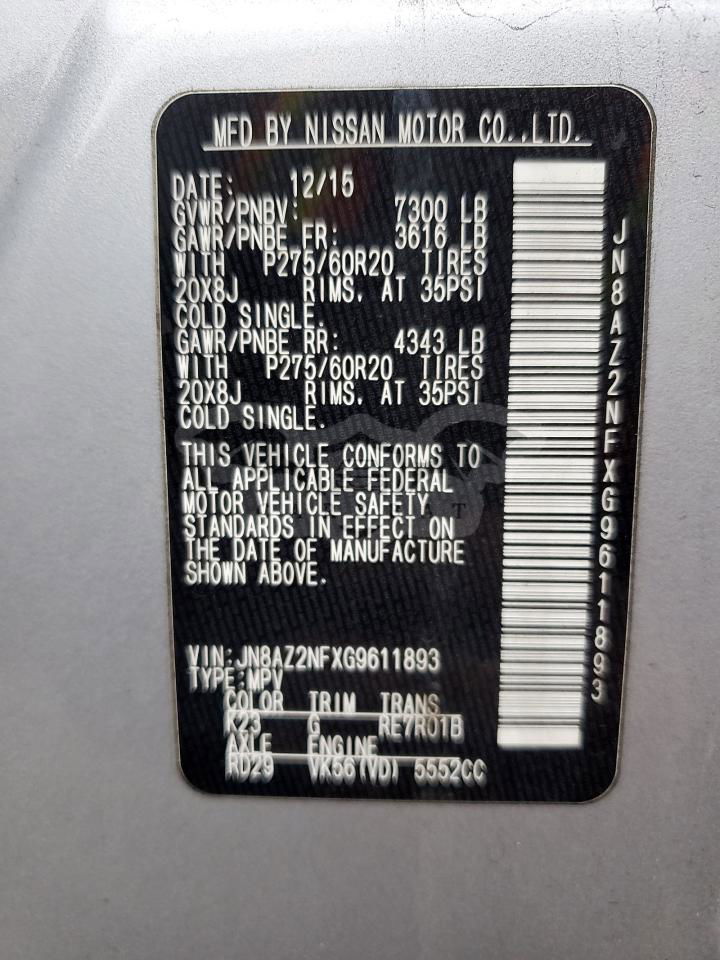 MFD BY NISSAN MOTOR CO.,LTD.
DATE: 12/15
GVWR/PNBV: 7300 LB
GAWR/PNBE FR: 3616 LB
WITH P275/60R20 TIRES
20X8J RIMS, AT 35PSI
COLD SINGLE.
GAWR/PNBE RR: 4343 LB
WITH P275/60R20 TIRES
20X8J RIMS, AT 35PSI
COLD SINGLE.
THIS VEHICLE CONFORMS TO
ALL APPLICABLE FEDERAL
MOTOR VEHICLE SAFETY
STANDARDS IN EFFECT ON
THE DATE OF MANUFACTURE
SHOWN ABOVE.
VIN:JN8AZ2NFXG9611893
TYPE:MPV
COLOR TRIM TRANS
K23 G RE7R01B
AXLE ENGINE
RD29 VK56(VD) 5552CC
JN8AZ2NFXG9611893